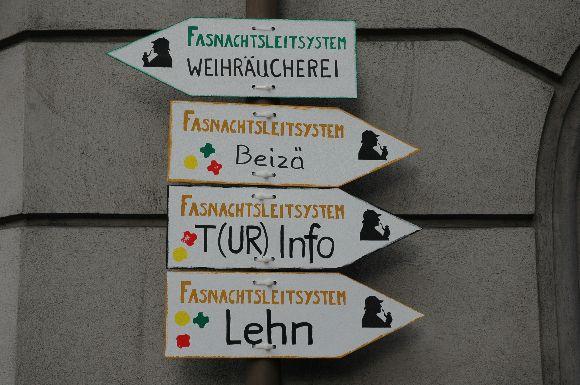 FASNACHTSLEITSYSTEM
WEIHRÄUCHEREI
FASNACHTSLEITSYSTEM
Beizä
FASNACHTSLEITSYSTEM
T(UR) Info
FASNACHTSLEITSYSTEM
Lehn